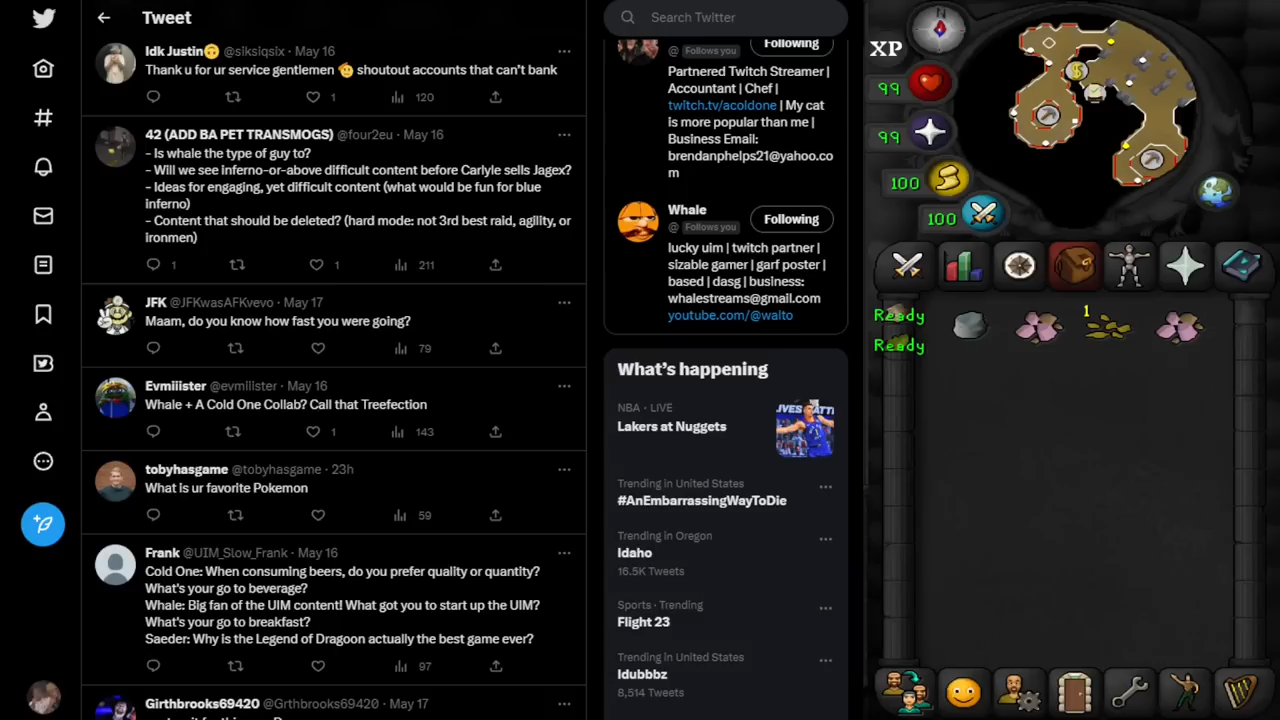 Tweet
Idk Justin🙃 @siksiqsix · May 16
Thank u for ur service gentlemen 🫡 shoutout accounts that can't bank
1
120
42 (ADD BA PET TRANSMOGS) @four2eu · May 16
- Is whale the type of guy to?
- Will we see inferno-or-above difficult content before Carlyle sells Jagex?
- Ideas for engaging, yet difficult content (what would be fun for blue
inferno)
- Content that should be deleted? (hard mode: not 3rd best raid, agility, or
ironmen)
1
1
211
JFK @JFKwasAFKvevo · May 17
Maam, do you know how fast you were going?
79
Evmiiister @evmiiister · May 16
Whale + A Cold One Collab? Call that Treefection
1
143
tobyhasgame @tobyhasgame · 23h
What is ur favorite Pokemon
59
Frank @UIM_Slow_Frank · May 16
Cold One: When consuming beers, do you prefer quality or quantity?
What's your go to beverage?
Whale: Big fan of the UIM content! What got you to start up the UIM?
What's your go to breakfast?
Saeder: Why is the Legend of Dragoon actually the best game ever?
97
Girthbrooks69420 @Girthbrooks69420 · May 17
Search Twitter
@ Follows you
Following
Partnered Twitch Streamer |
Accountant | Chef |
twitch.tv/acoldone | My cat
is more popular than me |
Business Email:
brendanphelps21@yahoo.co
m
Whale
@ Follows you
Following
lucky uim | twitch partner |
sizable gamer | garf poster |
based | dasg | business:
whalestreams@gmail.com
youtube.com/@walto
What's happening
NBA · LIVE
Lakers at Nuggets
Trending in United States
#AnEmbarrassingWayToDie
Trending in Oregon
Idaho
16.5K Tweets
Sports · Trending
Flight 23
Trending in United States
Idubbbz
8,514 Tweets
N
XP
99
99
100
100
Ready
Ready
1